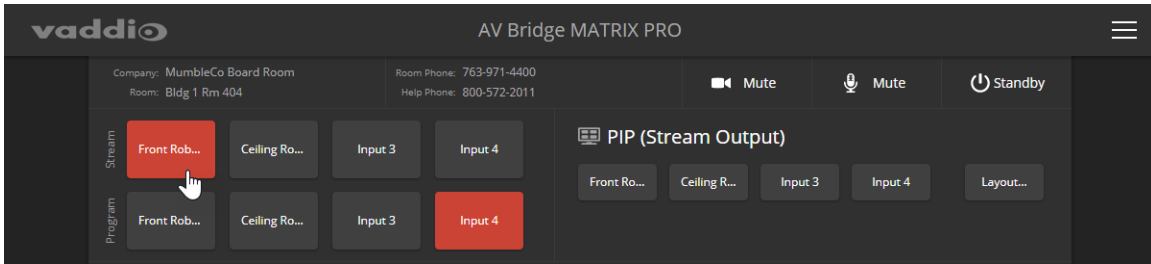 vaddio
AV Bridge MATRIX PRO
Company: MumbleCo Board Room
Room: Bldg 1 Rm 404
Room Phone: 763-971-4400
Help Phone: 800-572-2011
Mute
Mute
Standby
Stream
Front Rob...
Ceiling Ro...
Input 3
Input 4
Program
Front Rob...
Ceiling Ro...
Input 3
Input 4
PIP (Stream Output)
Front Ro...
Ceiling R...
Input 3
Input 4
Layout...